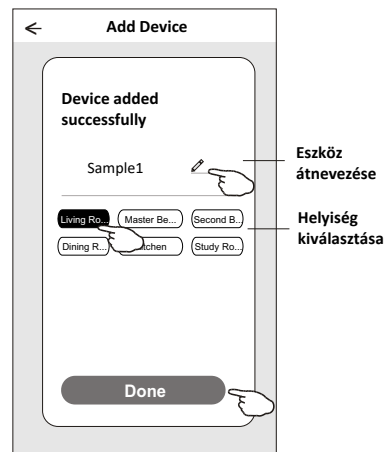 ← Add Device
Device added
successfully
Sample1
Eszköz
átnevezése
Living Ro... Master Be... Second B...
Helyiség
kiválasztása
Dining R... Study Ro...
Done